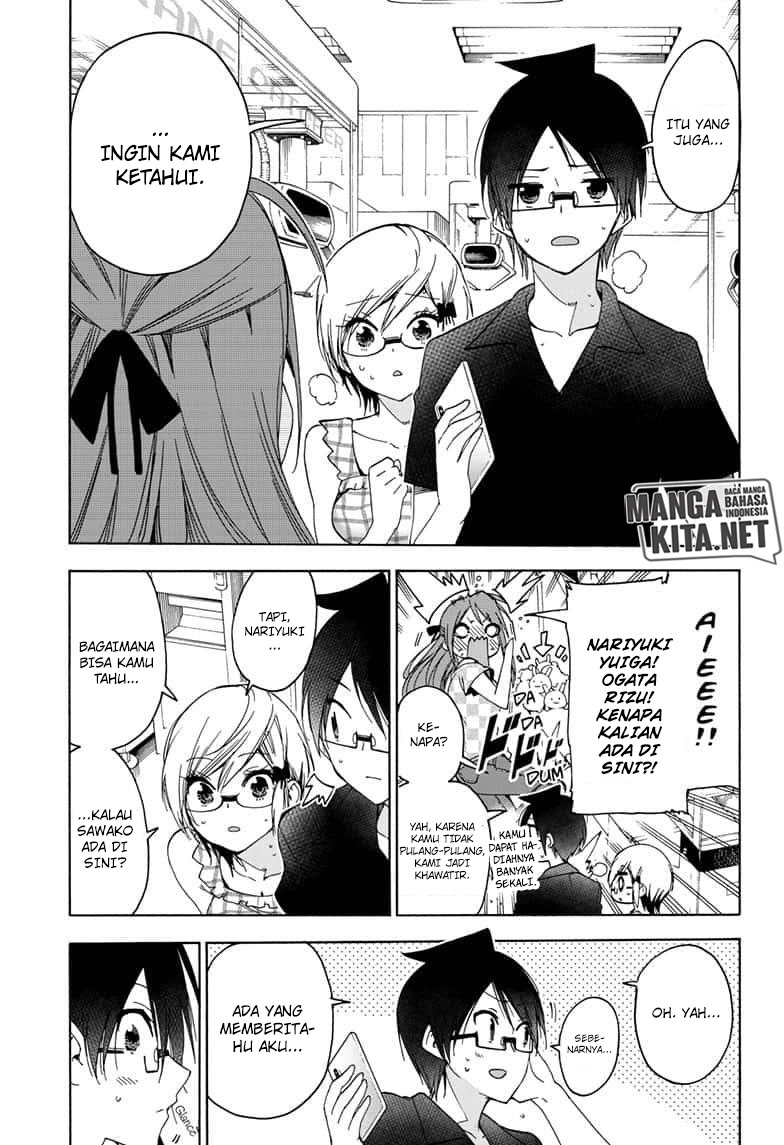 ITU YANG
JUGA...
...
INGIN KAMI
KETAHUI.
MANGA
KITA.NET
BACA MANGA
BAHASA
INDONESIA
AIEEE!!
NARIYUKI
YUIGA!
OGATA
RIZU!
KENAPA
KALIAN
ADA DI
SINI?!
DA
DA
DUM
KE-
NAPA?
YAH, KARENA
KAMU TIDAK
PULANG-PULANG,
KAMI JADI
KHAWATIR.
KAMU
DAPAT HA-
DIAHNYA
BANYAK
SEKALI.
TAPI,
NARIYUKI
...
BAGAIMANA
BISA KAMU
TAHU...
...KALAU
SAWAKO
ADA DI
SINI?
OH. YAH...
SEBE-
NARNYA...
ADA YANG
MEMBERITA-
HU AKU...
Glance